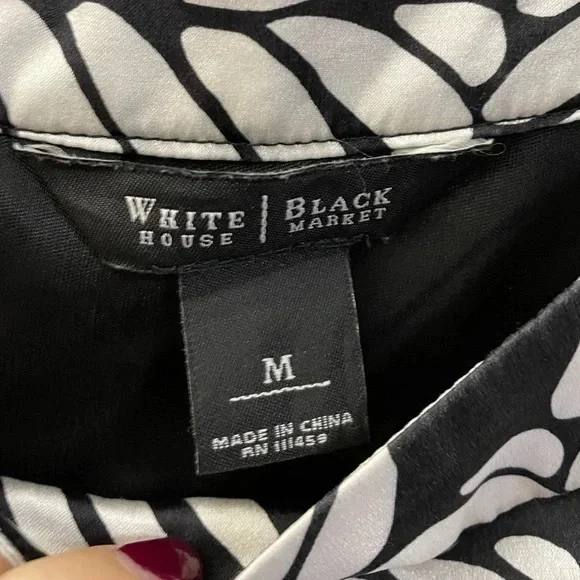 WHITE | BLACK
HOUSE | MARKET
M
MADE IN CHINA
RN 111459